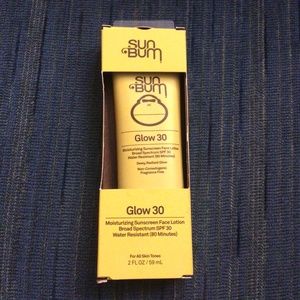 SUN
BUM
SUN
BUM
Glow 30
Moisturizing Sunscreen Face Lotion
Broad Spectrum SPF 30
Water Resistant (80 Minutes)
Dewy, Radiant Glow
Non-Comedogenic
Fragrance Free
Glow 30
Moisturizing Sunscreen Face Lotion
Broad Spectrum SPF 30
Water Resistant (80 Minutes)
For All Skin Tones
2 FL OZ / 59 mL